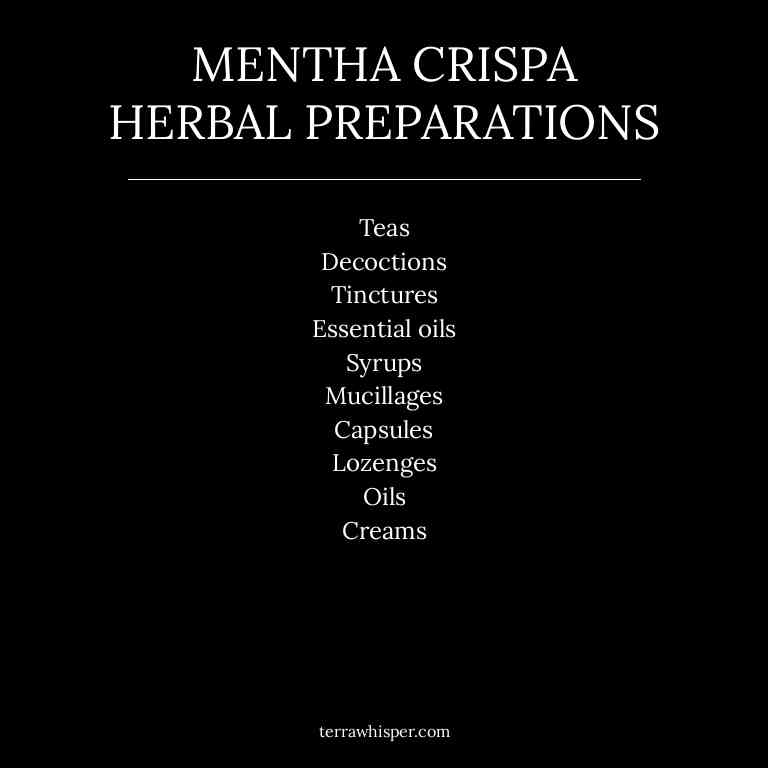 MENTHA CRISPA
HERBAL PREPARATIONS
Teas
Decoctions
Tinctures
Essential oils
Syrups
Mucillages
Capsules
Lozenges
Oils
Creams
terrawhisper.com